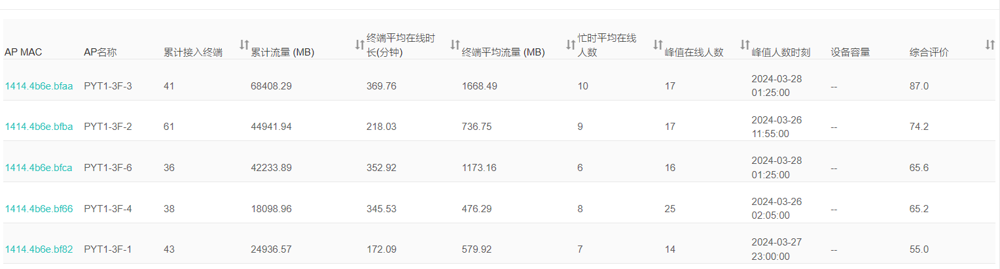 终端平均在线时 忙时平均在线
AP MAC AP名称 累计接入终端 累计流量 (MB) 长(分钟) 终端平均流量 (MB) 人数 峰值在线人数 峰值人数时刻 设备容量 综合评价
2024-03-28
1414.4b6e.bfaa PYT1-3F-3 41 68408.29 369.76 1668.49 10 17 -- 87.0
01:25:00
2024-03-26
1414.4b6e.bfba PYT1-3F-2 61 44941.94 218.03 736.75 9 17 -- 74.2
11:55:00
2024-03-28
1414.4b6e.bfca PYT1-3F-6 36 42233.89 352.92 1173.16 6 16 -- 65.6
01:25:00
2024-03-26
1414.4b6e.bf66 PYT1-3F-4 38 18098.96 345.53 476.29 8 25 -- 65.2
02:05:00
2024-03-27
1414.4b6e.bf82 PYT1-3F-1 43 24936.57 172.09 579.92 7 14 -- 55.0
23:00:00